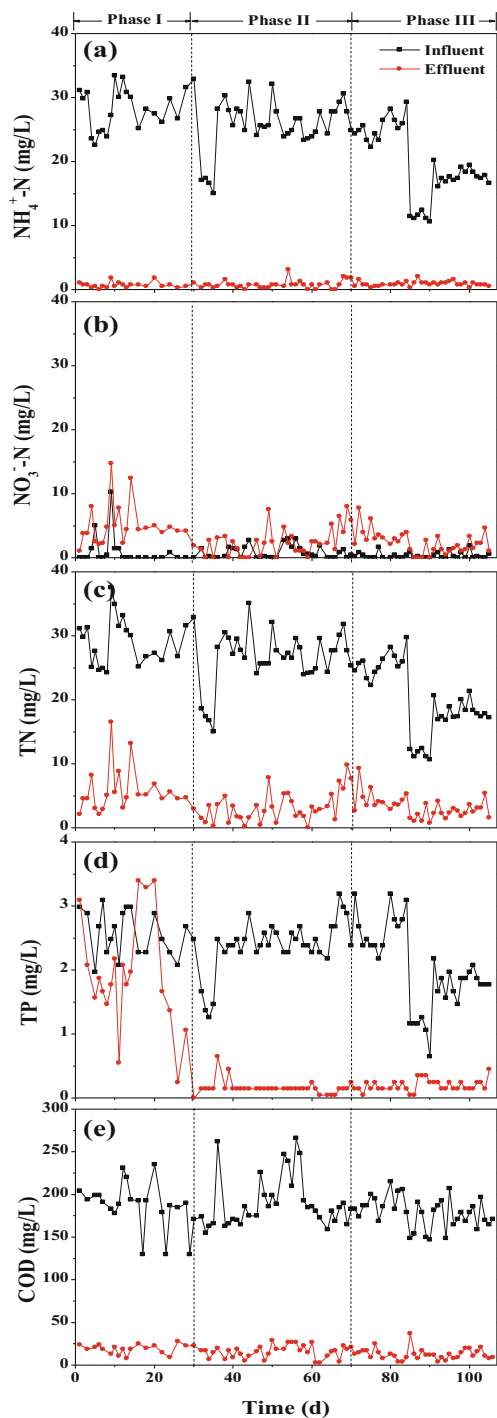 Phase I Phase II Phase III
(a)
Influent
Effluent
NH₄⁺-N (mg/L)
40
30
20
10
0
(b)
NO₃⁻-N (mg/L)
40
30
20
10
0
(c)
TN (mg/L)
40
30
20
10
0
(d)
TP (mg/L)
4
3
2
1
0
(e)
COD (mg/L)
300
250
200
150
100
50
0
0 20 40 60 80 100
Time (d)